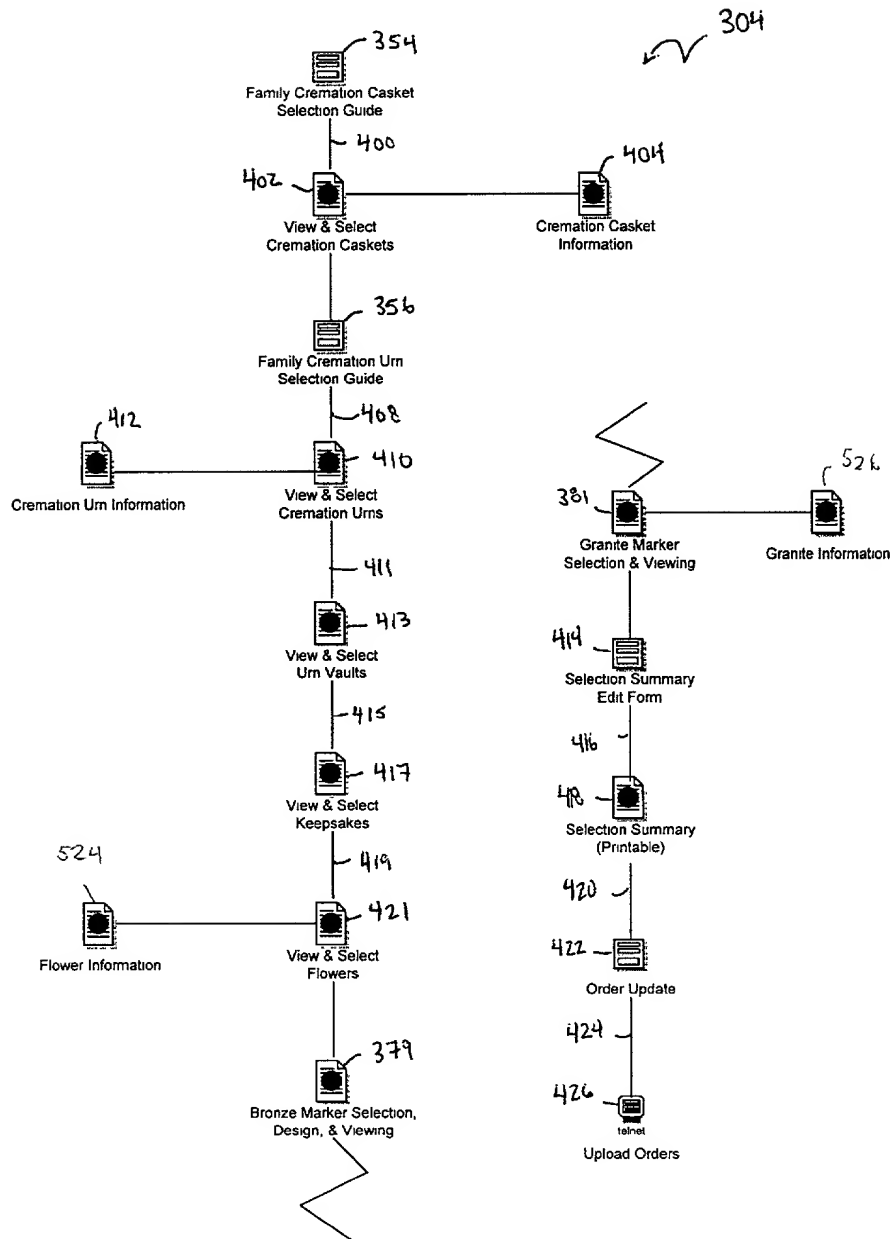 304
354
Family Cremation Casket
Selection Guide
400
402
404
View & Select
Cremation Caskets
Cremation Casket
Information
356
Family Cremation Urn
Selection Guide
408
412
410
Cremation Urn Information
View & Select
Cremation Urns
411
413
View & Select
Urn Vaults
415
417
View & Select
Keepsakes
419
524
421
Flower Information
View & Select
Flowers
379
Bronze Marker Selection,
Design, & Viewing
381
526
Granite Marker
Selection & Viewing
Granite Information
414
Selection Summary
Edit Form
416
418
Selection Summary
(Printable)
420
422
Order Update
424
426
telnet
Upload Orders